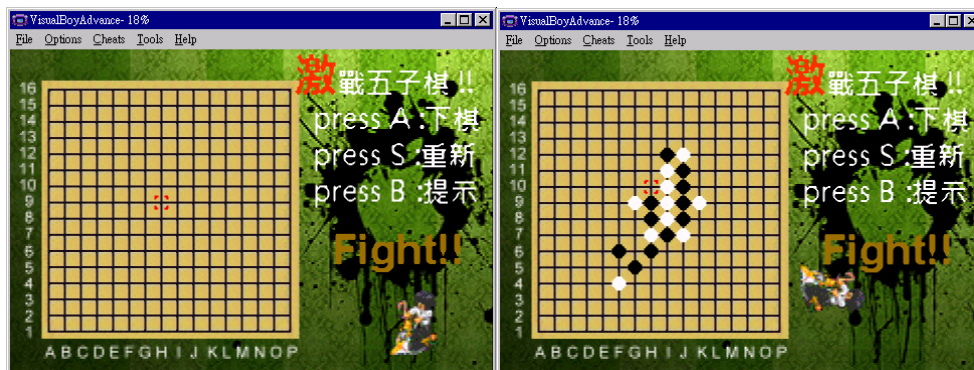 VisualBoyAdvance- 18%
File Options Cheats Tools Help
激戰五子棋!!
press A :下棋
press S :重新
press B :提示
Fight!!
16
15
14
13
12
11
10
9
8
7
6
5
4
3
2
1
A B C D E F G H I J K L M N O P
VisualBoyAdvance- 18%
File Options Cheats Tools Help
激戰五子棋!!
press A :下棋
press S :重新
press B :提示
Fight!!
16
15
14
13
12
11
10
9
8
7
6
5
4
3
2
1
A B C D E F G H I J K L M N O P